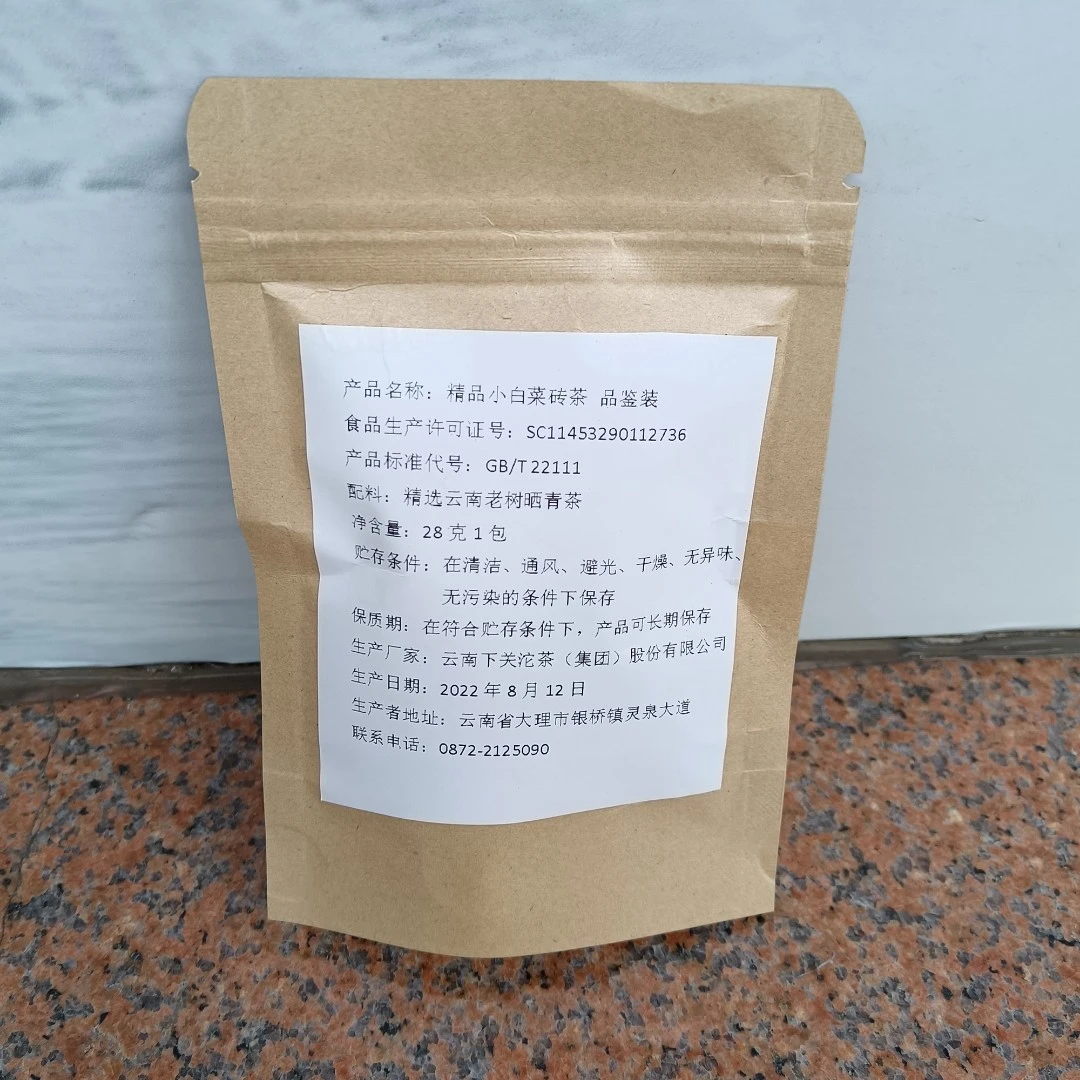 产品名称：精品小白菜砖茶 品鉴装
食品生产许可证号：SC11453290112736
产品标准代号：GB/T 22111
配料：精选云南老树晒青茶
净含量：28 克 1 包
贮存条件：在清洁、通风、避光、干燥、无异味、
无污染的条件下保存
保质期：在符合贮存条件下，产品可长期保存
生产厂家：云南下关沱茶（集团）股份有限公司
生产日期：2022 年 8 月 12 日
生产者地址：云南省大理市银桥镇灵泉大道
联系电话：0872-2125090